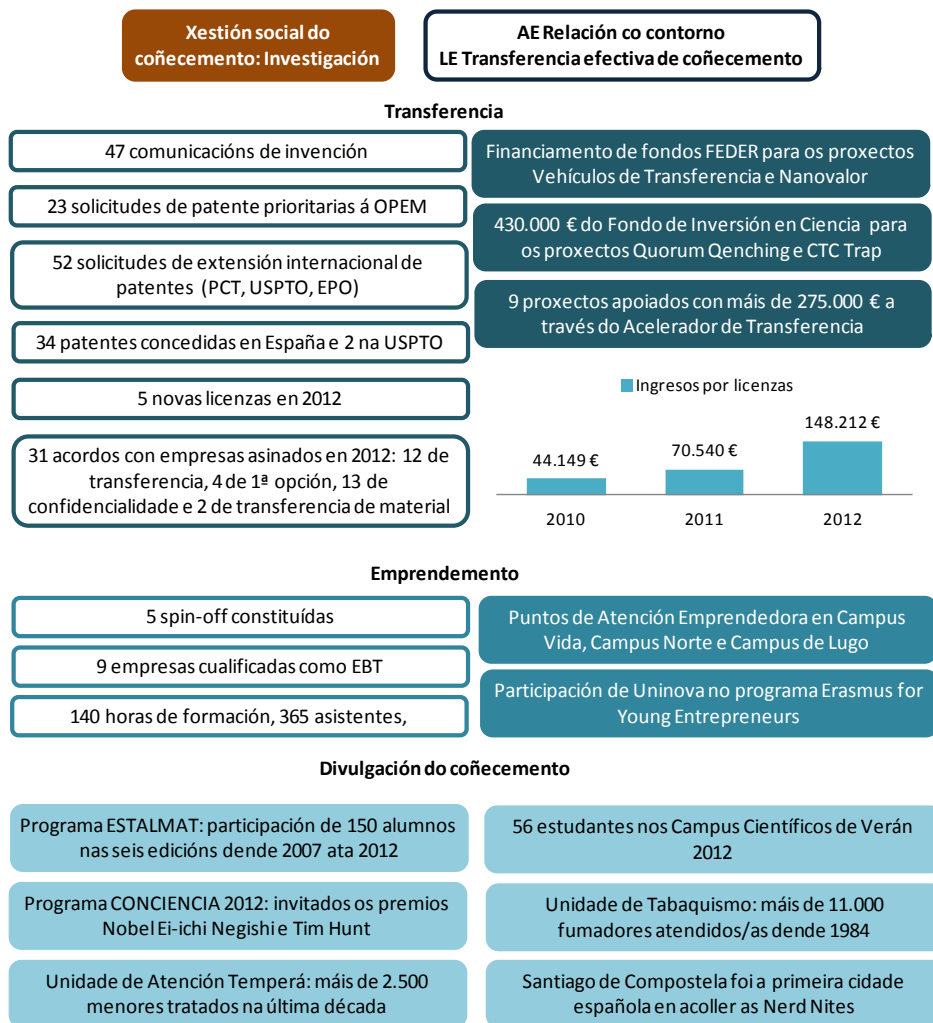 Xestión social do
coñecemento: Investigación
AE Relación co contorno
LE Transferencia efectiva de coñecemento
Transferencia
47 comunicacións de invención
23 solicitudes de patente prioritarias á OPEM
52 solicitudes de extensión internacional de
patentes (PCT, USPTO, EPO)
34 patentes concedidas en España e 2 na USPTO
5 novas licenzas en 2012
31 acordos con empresas asinados en 2012: 12 de
transferencia, 4 de 1ª opción, 13 de
confidencialidade e 2 de transferencia de material
Financiamento de fondos FEDER para os proxectos
Vehículos de Transferencia e Nanovalor
430.000 € do Fondo de Inversión en Ciencia para
os proxectos Quorum Qenching e CTC Trap
9 proxectos apoiados con máis de 275.000 € a
través do Acelerador de Transferencia
Ingresos por licenzas
44.149 €
70.540 €
148.212 €
2010
2011
2012
Emprendemento
5 spin-off constituídas
9 empresas cualificadas como EBT
140 horas de formación, 365 asistentes,
Puntos de Atención Emprendedora en Campus
Vida, Campus Norte e Campus de Lugo
Participación de Uninova no programa Erasmus for
Young Entrepreneurs
Divulgación do coñecemento
Programa ESTALMAT: participación de 150 alumnos
nas seis edicións dende 2007 ata 2012
56 estudantes nos Campus Científicos de Verán
2012
Programa CONCIENCIA 2012: invitados os premios
Nobel Ei-ichi Negishi e Tim Hunt
Unidade de Tabaquismo: máis de 11.000
fumadores atendidos/as dende 1984
Unidade de Atención Temperá: máis de 2.500
menores tratados na última década
Santiago de Compostela foi a primeira cidade
española en acoller as Nerd Nites